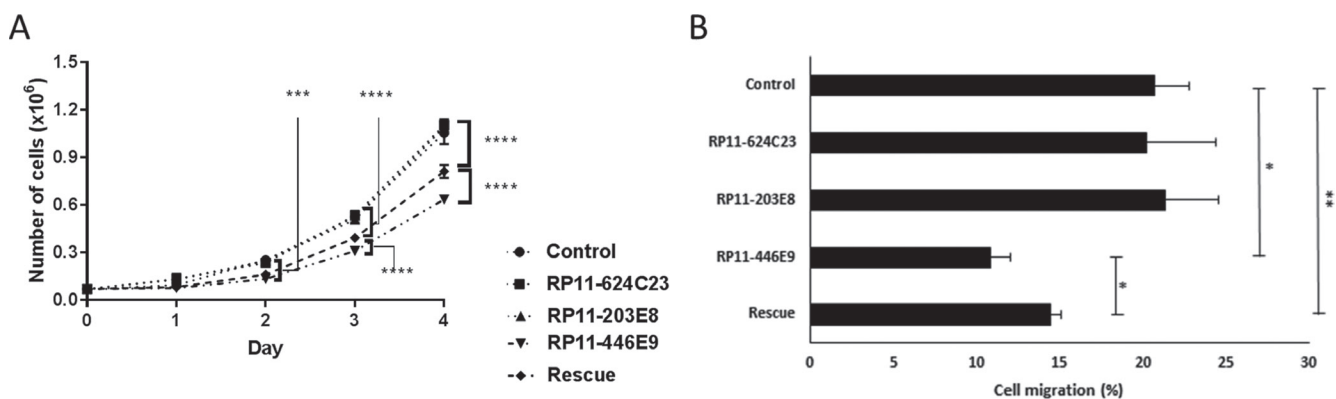 A
Number of cells (x10⁶)
1.5
1.2
0.9
0.6
0.3
0.0
0
1
2
3
4
Day
***
****
****
****
****
Control
RP11-624C23
RP11-203E8
RP11-446E9
Rescue
B
Control
RP11-624C23
RP11-203E8
RP11-446E9
Rescue
*
*
**
0
5
10
15
20
25
30
Cell migration (%)